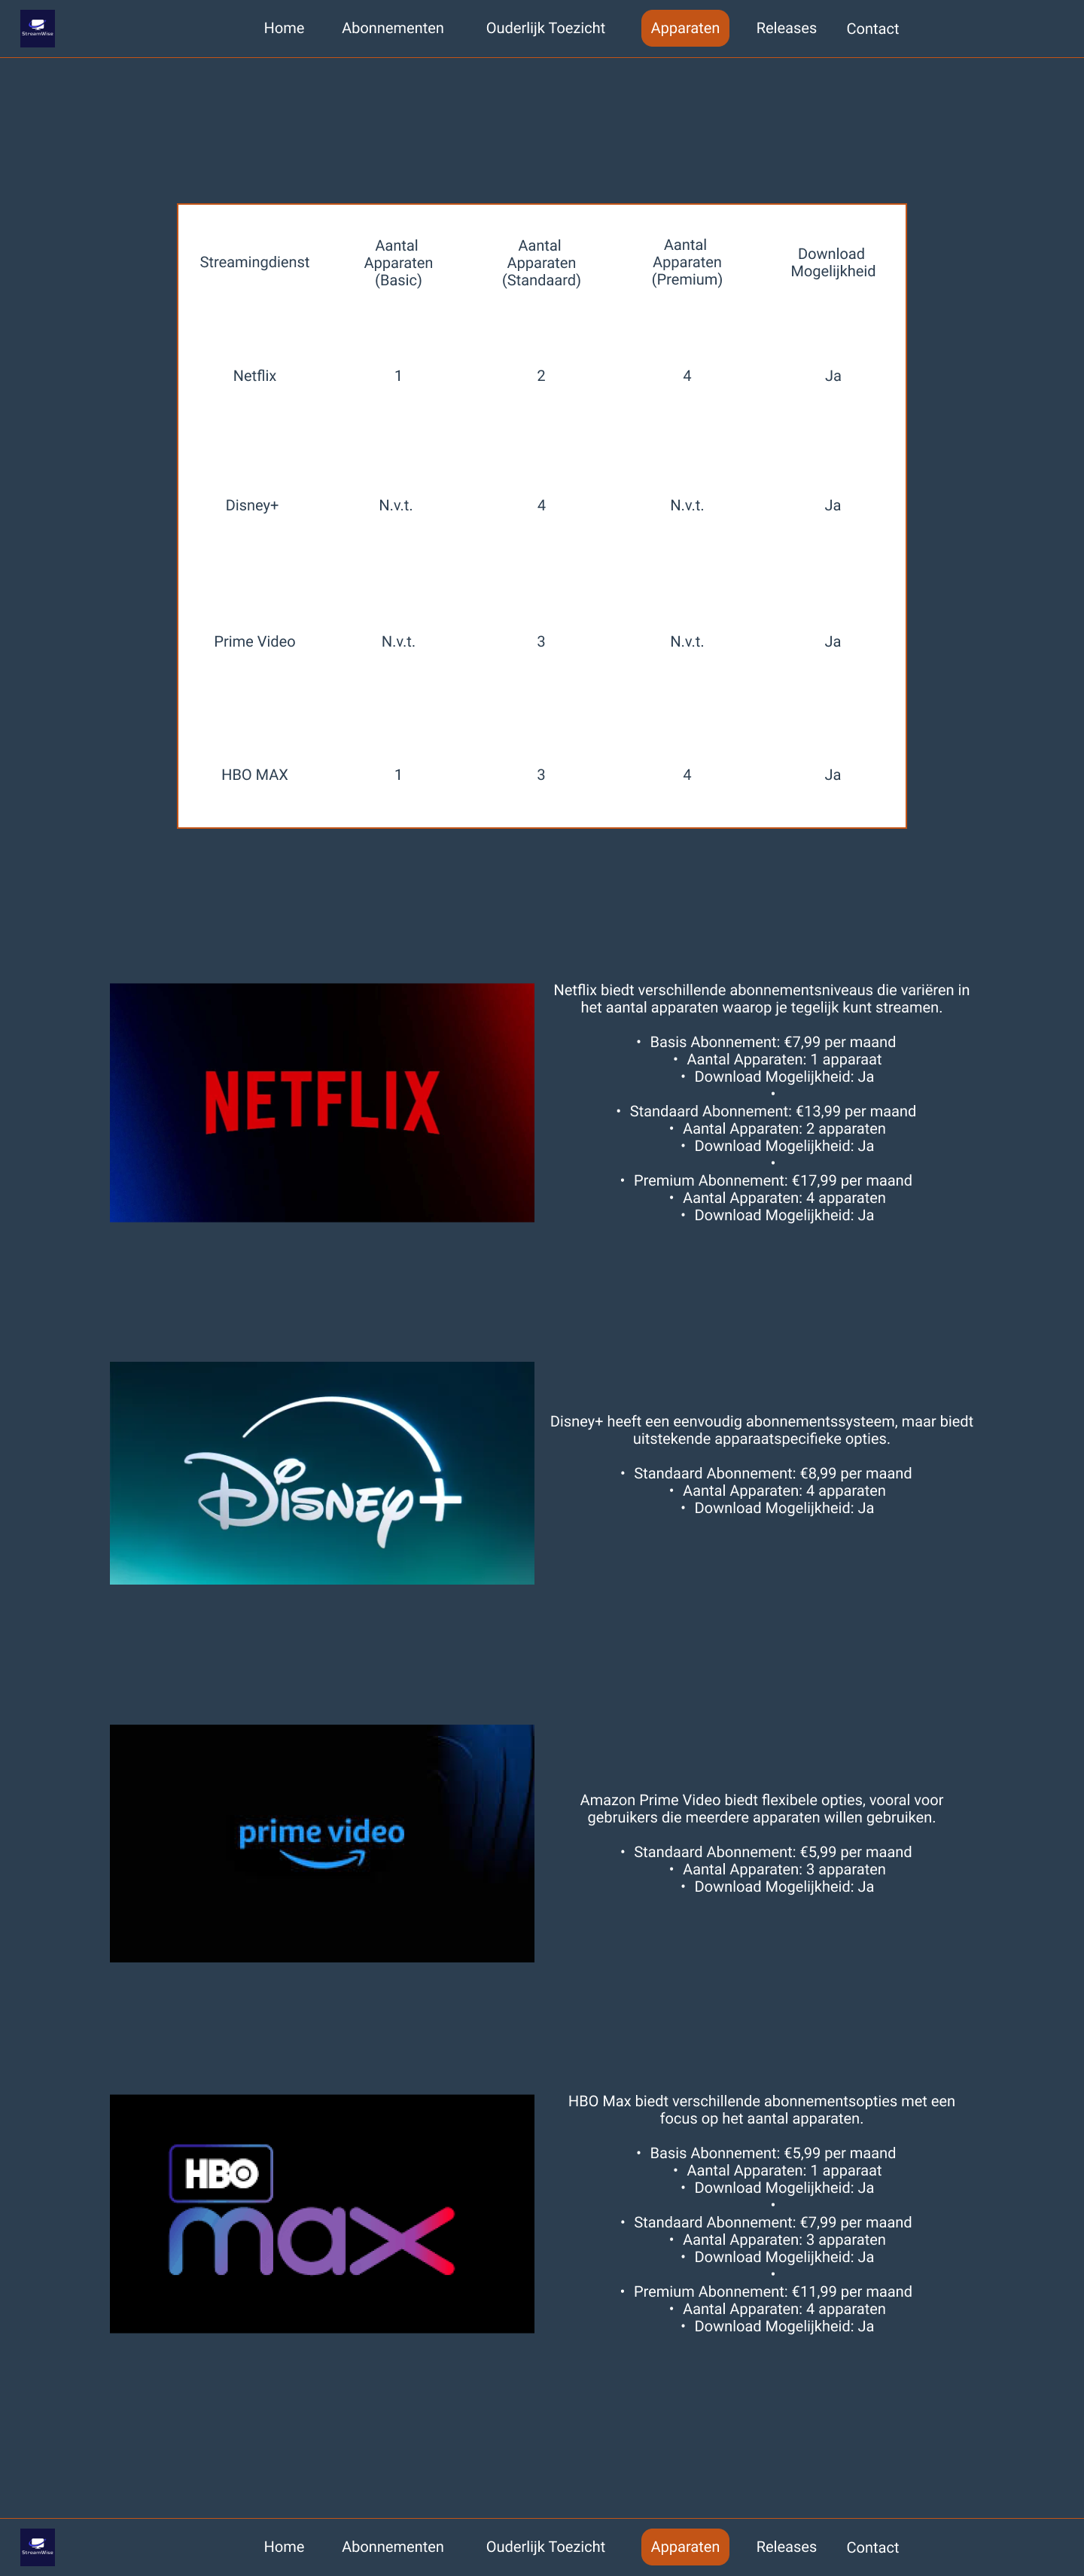 StreamWise
Home Abonnementen Ouderlijk Toezicht Apparaten Releases Contact
Streamingdienst
Aantal
Apparaten
(Basic)
Aantal
Apparaten
(Standaard)
Aantal
Apparaten
(Premium)
Download
Mogelijkheid
Netflix 1 2 4 Ja
Disney+ N.v.t. 4 N.v.t. Ja
Prime Video N.v.t. 3 N.v.t. Ja
HBO MAX 1 3 4 Ja
NETFLIX
Netflix biedt verschillende abonnementsniveaus die variëren in
het aantal apparaten waarop je tegelijk kunt streamen.
• Basis Abonnement: €7,99 per maand
• Aantal Apparaten: 1 apparaat
• Download Mogelijkheid: Ja
•
• Standaard Abonnement: €13,99 per maand
• Aantal Apparaten: 2 apparaten
• Download Mogelijkheid: Ja
•
• Premium Abonnement: €17,99 per maand
• Aantal Apparaten: 4 apparaten
• Download Mogelijkheid: Ja
Disney+
Disney+ heeft een eenvoudig abonnementssysteem, maar biedt
uitstekende apparaatspecifieke opties.
• Standaard Abonnement: €8,99 per maand
• Aantal Apparaten: 4 apparaten
• Download Mogelijkheid: Ja
prime video
Amazon Prime Video biedt flexibele opties, vooral voor
gebruikers die meerdere apparaten willen gebruiken.
• Standaard Abonnement: €5,99 per maand
• Aantal Apparaten: 3 apparaten
• Download Mogelijkheid: Ja
HBO
max
HBO Max biedt verschillende abonnementsopties met een
focus op het aantal apparaten.
• Basis Abonnement: €5,99 per maand
• Aantal Apparaten: 1 apparaat
• Download Mogelijkheid: Ja
•
• Standaard Abonnement: €7,99 per maand
• Aantal Apparaten: 3 apparaten
• Download Mogelijkheid: Ja
•
• Premium Abonnement: €11,99 per maand
• Aantal Apparaten: 4 apparaten
• Download Mogelijkheid: Ja
StreamWise
Home Abonnementen Ouderlijk Toezicht Apparaten Releases Contact